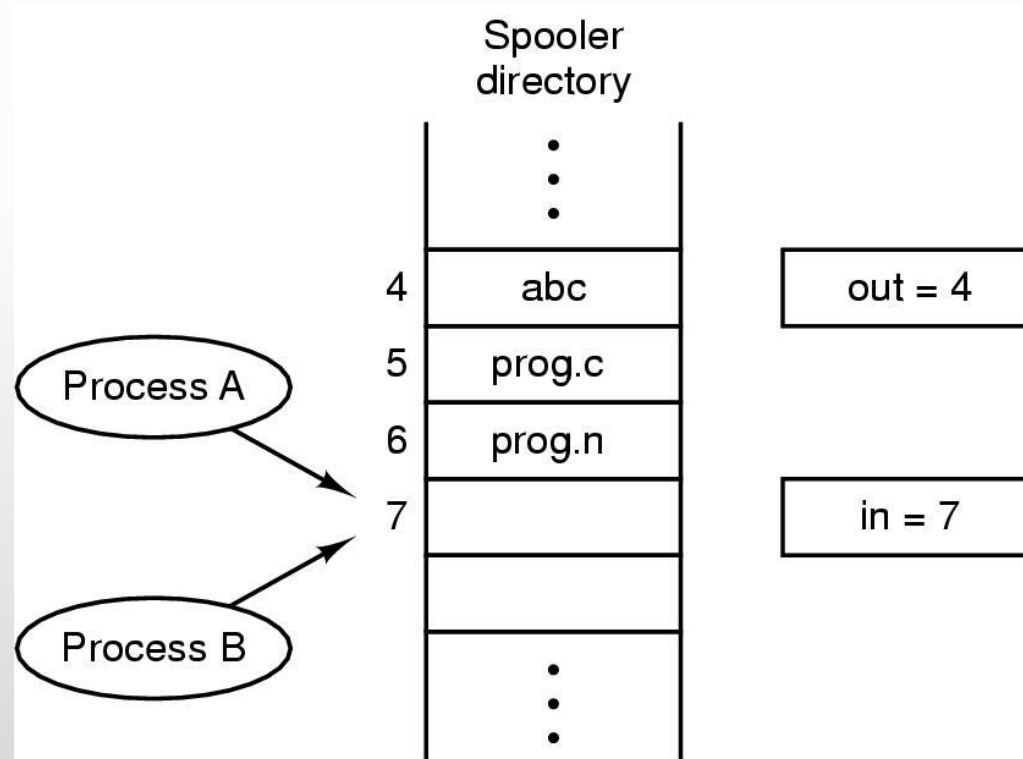 Spooler
directory
4
abc
out = 4
5
prog.c
Process A
6
prog.n
7
in = 7
Process B